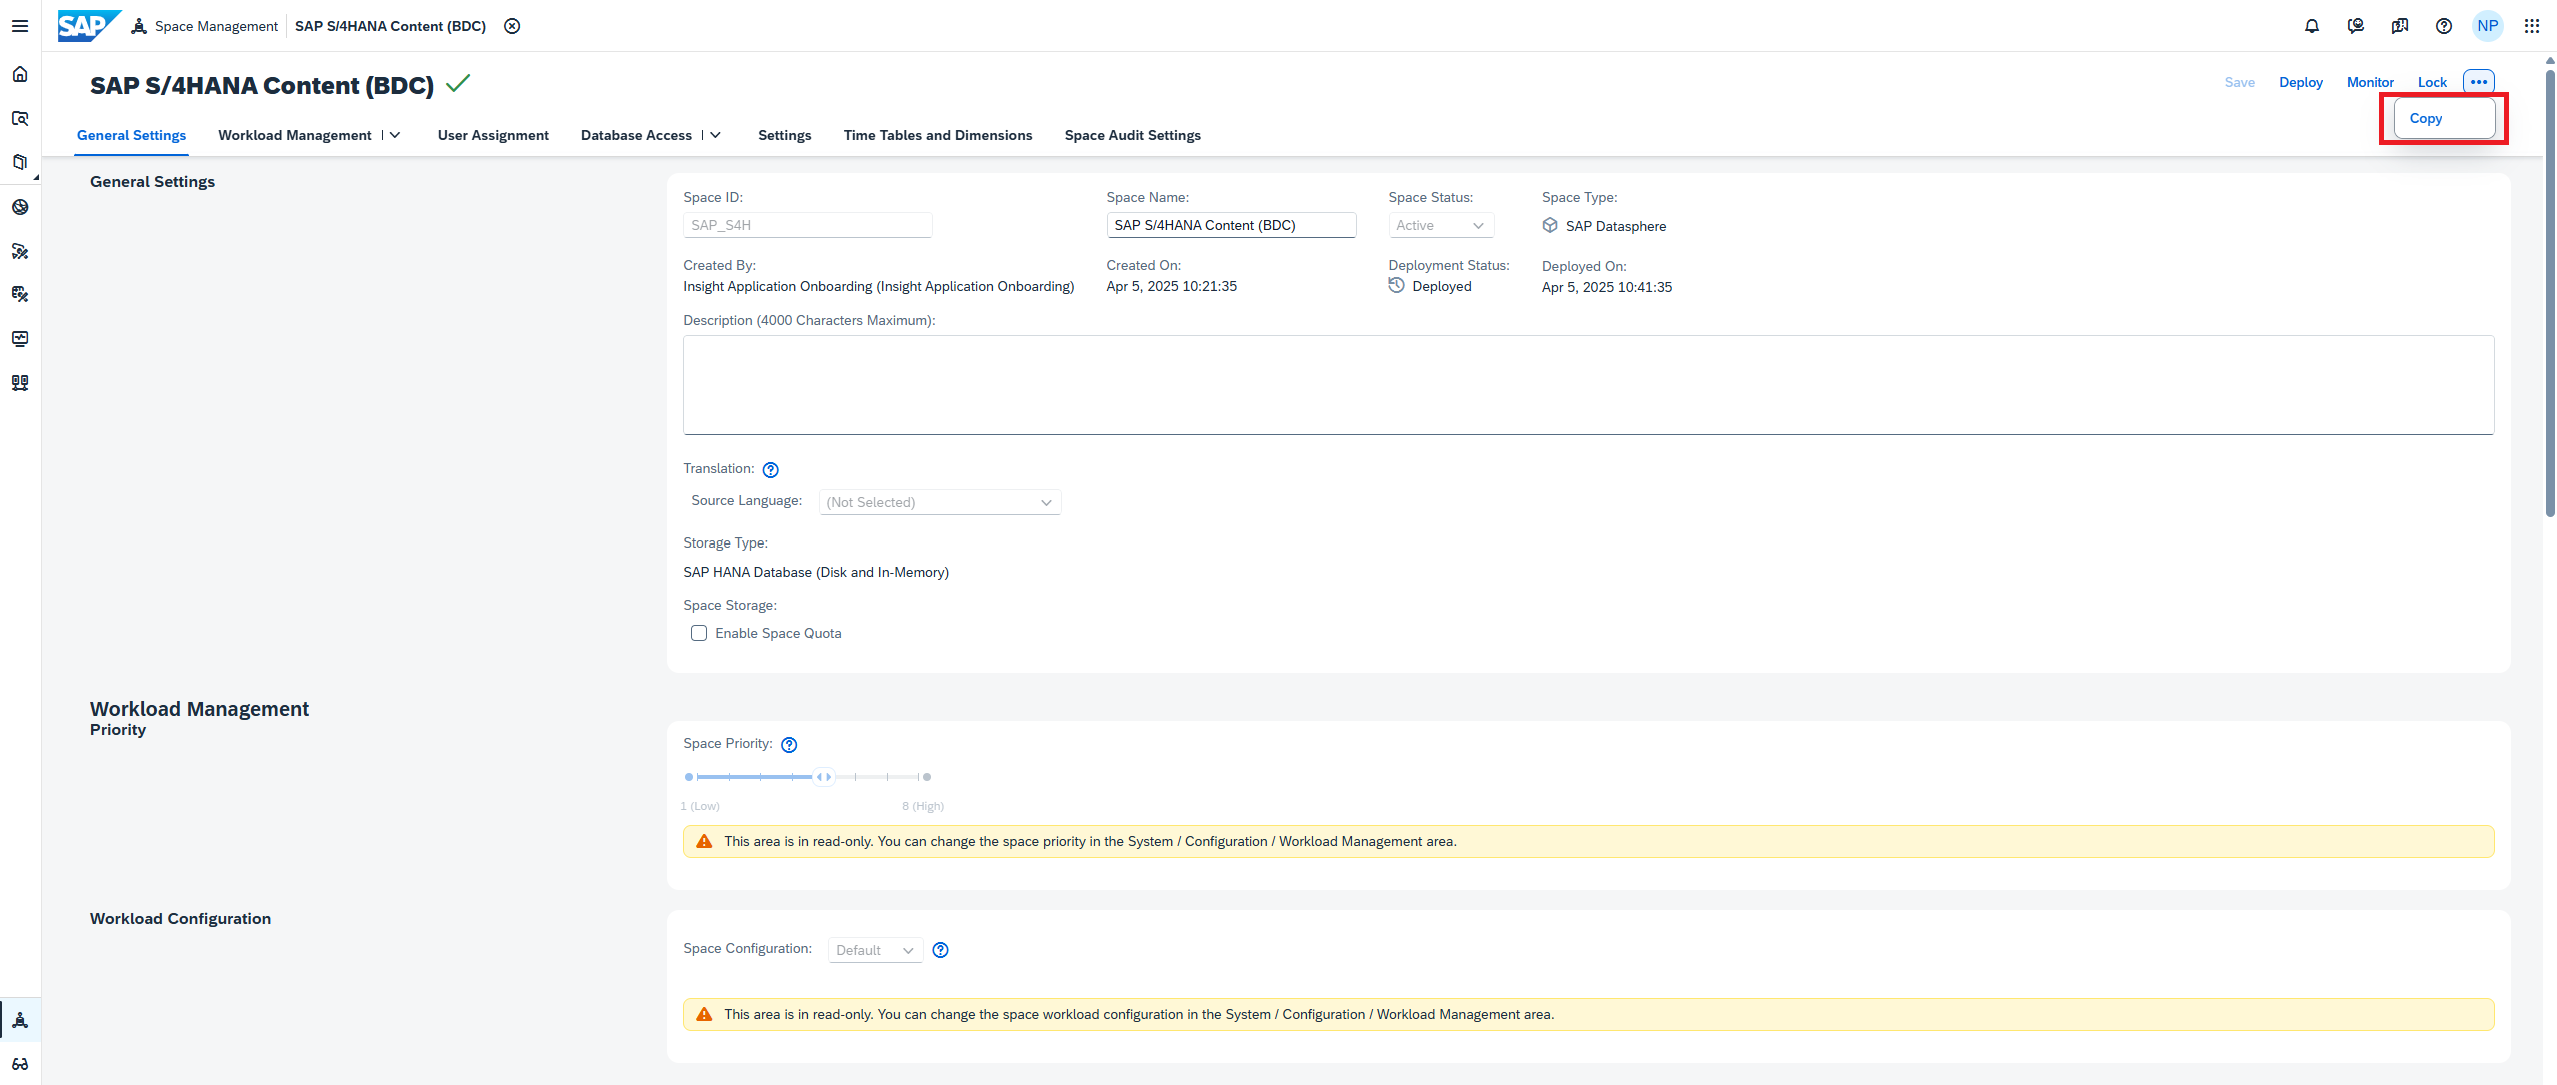 SAP Space Management SAP S/4HANA Content (BDC) NP
SAP S/4HANA Content (BDC) Save Deploy Monitor Lock
Copy
General Settings Workload Management User Assignment Database Access Settings Time Tables and Dimensions Space Audit Settings
General Settings
Space ID: Space Name: Space Status: Space Type:
SAP_S4H SAP S/4HANA Content (BDC) Active SAP Datasphere
Created By: Created On: Deployment Status: Deployed On:
Insight Application Onboarding (Insight Application Onboarding) Apr 5, 2025 10:21:35 Deployed Apr 5, 2025 10:41:35
Description (4000 Characters Maximum):
Translation:
Source Language: (Not Selected)
Storage Type:
SAP HANA Database (Disk and In-Memory)
Space Storage:
Enable Space Quota
Workload Management
Priority
Space Priority:
1 (Low) 8 (High)
This area is in read-only. You can change the space priority in the System / Configuration / Workload Management area.
Workload Configuration
Space Configuration: Default
This area is in read-only. You can change the space workload configuration in the System / Configuration / Workload Management area.